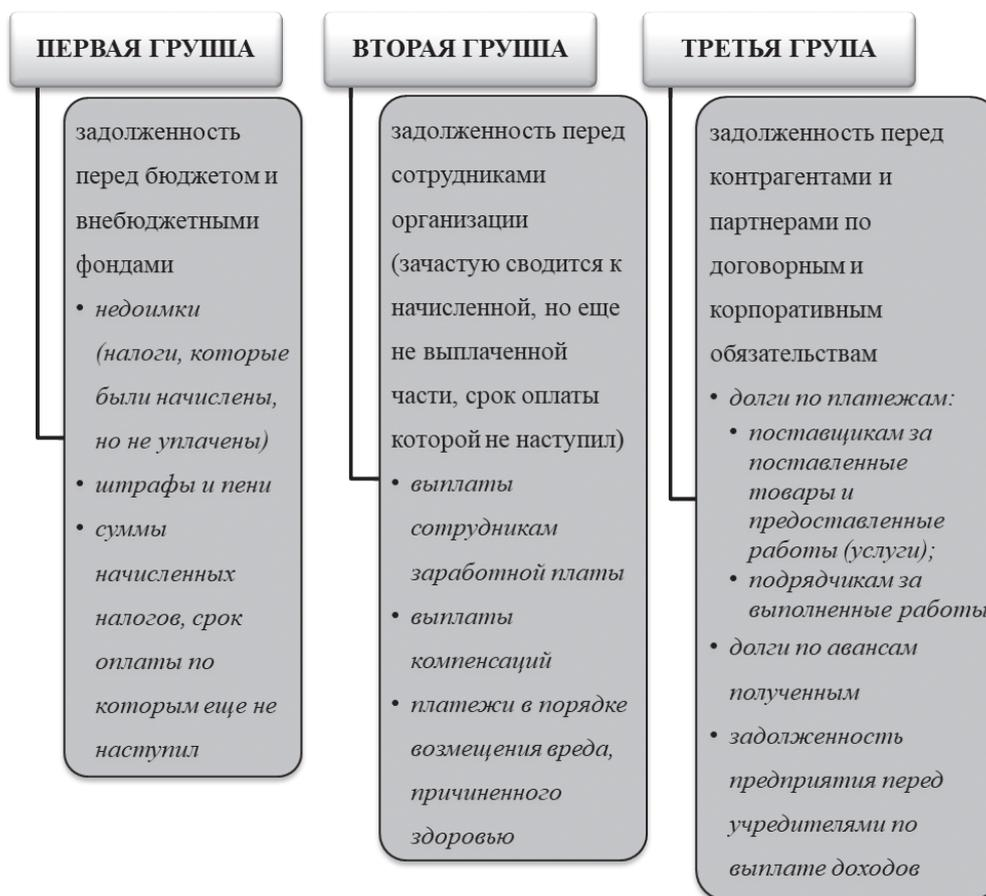 ПЕРВАЯ ГРУППА
задолженность
перед бюджетом и
внебюджетными
фондами
• недоимки
(налоги, которые
были начислены,
но не уплачены)
• штрафы и пени
• суммы
начисленных
налогов, срок
оплаты по
которым еще не
наступил
ВТОРАЯ ГРУППА
задолженность перед
сотрудниками
организации
(зачастую сводится к
начисленной, но еще
не выплаченной
части, срок оплаты
которой не наступил)
• выплаты
сотрудникам
заработной платы
• выплаты
компенсаций
• платежи в порядке
возмещения вреда,
причиненного
здоровью
ТРЕТЬЯ ГРУПА
задолженность перед
контрагентами и
партнерами по
договорным и
корпоративным
обязательствам
• долги по платежам:
• поставщикам за
поставленные
товары и
предоставленные
работы (услуги);
• подрядчикам за
выполненные работы
• долги по авансам
полученным
• задолженность
предприятия перед
учредителями по
выплате доходов